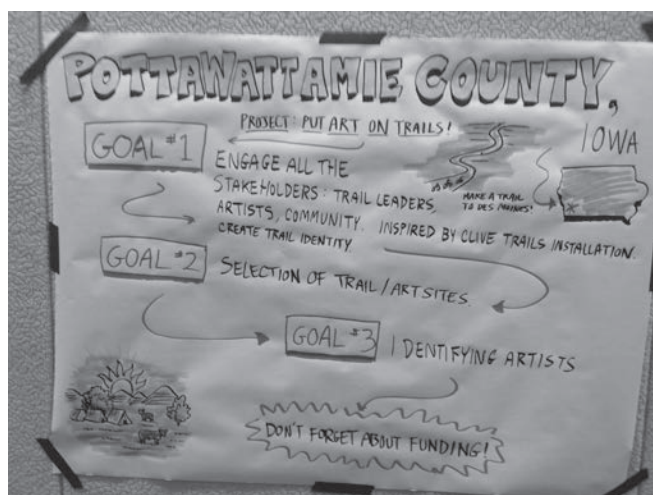 POTTAWATTAMIE COUNTY,
IOWA
PROJECT: PUT ART ON TRAILS!
GOAL #1
ENGAGE ALL THE
STAKEHOLDERS: TRAIL LEADERS,
ARTISTS, COMMUNITY. INSPIRED BY CLIVE TRAILS INSTALLATION.
CREATE TRAIL IDENTITY.
MAKE A TRAIL
TO DES MOINES!
GOAL #2
SELECTION OF TRAIL/ART SITES.
GOAL #3
IDENTIFYING ARTISTS
DON'T FORGET ABOUT FUNDING!